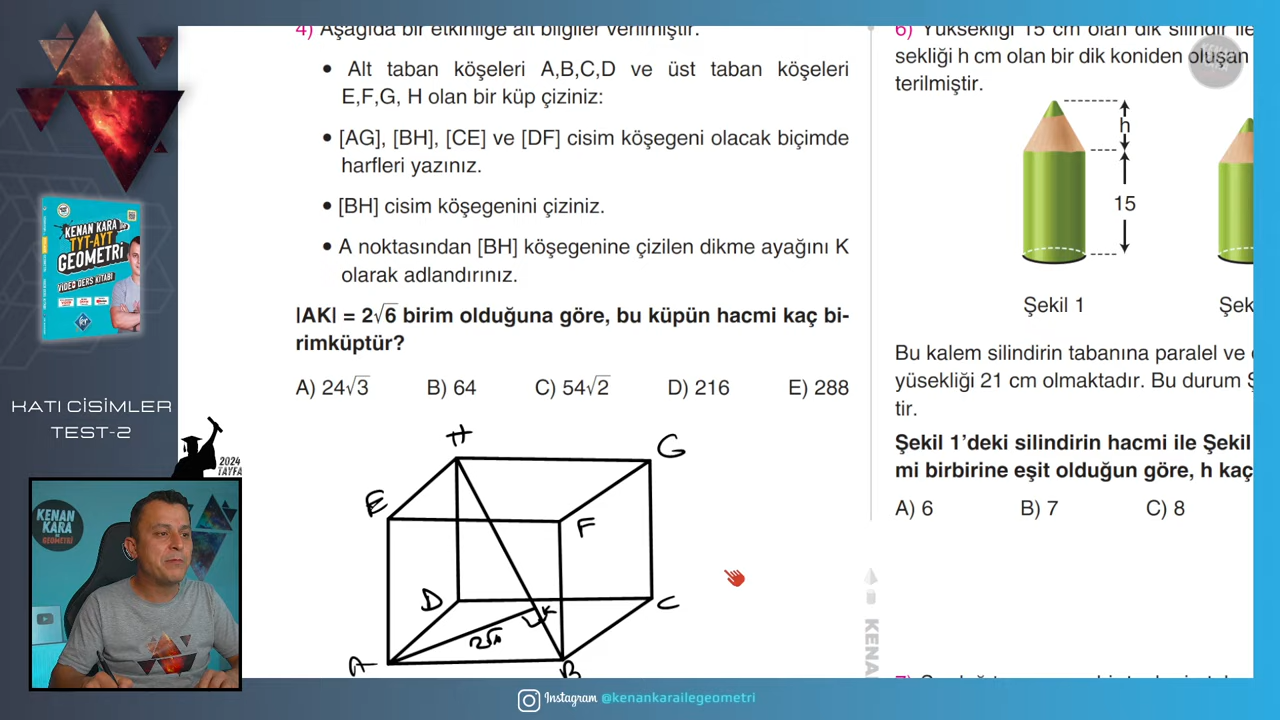 4) Aşağıda bir etkinliğe ait bilgiler verilmiştir.
• Alt taban köşeleri A,B,C,D ve üst taban köşeleri
E,F,G, H olan bir küp çiziniz:
• [AG], [BH], [CE] ve [DF] cisim köşegeni olacak biçimde
harfleri yazınız.
• [BH] cisim köşegenini çiziniz.
• A noktasından [BH] köşegenine çizilen dikme ayağını K
olarak adlandırınız.
|AK| = 2√6 birim olduğuna göre, bu küpün hacmi kaç bi-
rimküptür?
A) 24√3 B) 64 C) 54√2 D) 216 E) 288
H
G
E
F
D
C
K
A
B
6) Yüksekliği 15 cm olan dik silindir ile
sekliği h cm olan bir dik koniden oluşan
terilmiştir.
h
15
Şekil 1 Şek
Bu kalem silindirin tabanına paralel ve
yüsekliği 21 cm olmaktadır. Bu durum Ş
tir.
Şekil 1'deki silindirin hacmi ile Şekil
mi birbirine eşit olduğun göre, h kaç
A) 6 B) 7 C) 8
KENA
KENAN KARA
TYT-AYT
GEOMETRİ
VİDEO DERS KİTABI
KATI CİSİMLER
TEST-2
2024
TAYFA
KENAN
KARA
GEOMETRİ
Instagram @kenankarailegeometri